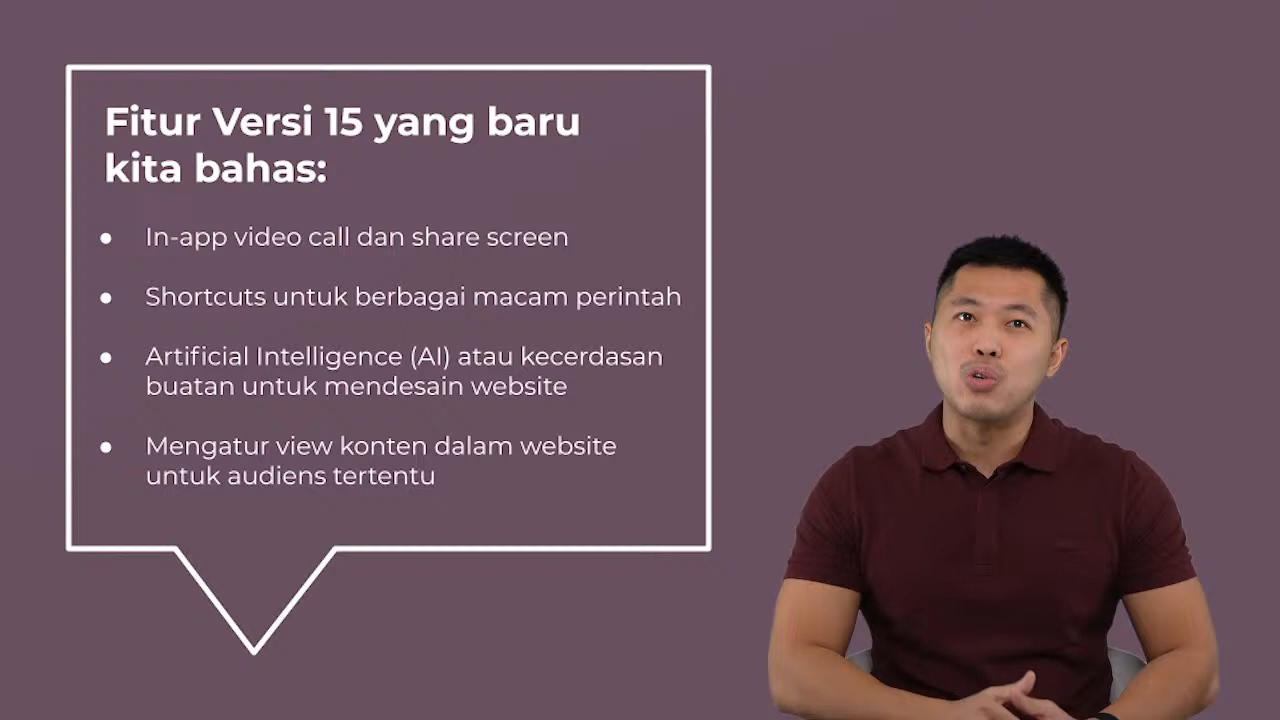 Fitur Versi 15 yang baru
kita bahas:
● In-app video call dan share screen
● Shortcuts untuk berbagai macam perintah
● Artificial Intelligence (AI) atau kecerdasan
buatan untuk mendesain website
● Mengatur view konten dalam website
untuk audiens tertentu